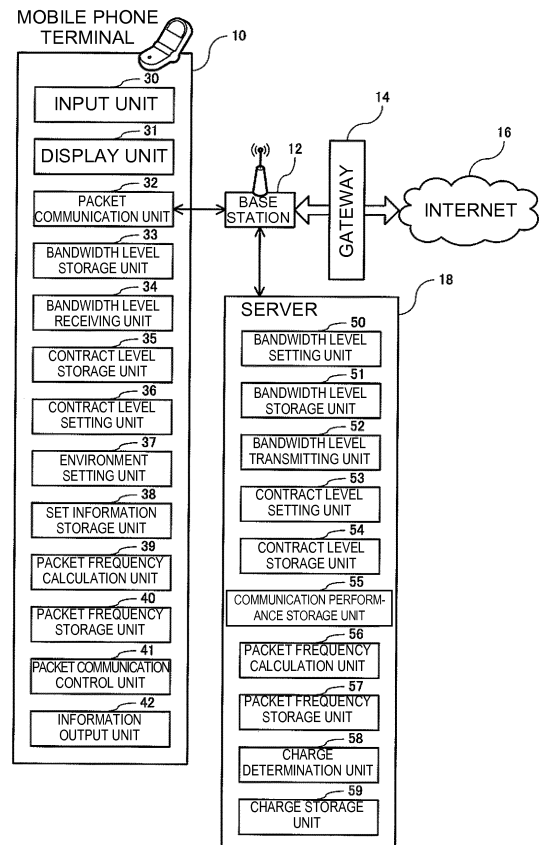 MOBILE PHONE
TERMINAL
10
30
INPUT UNIT
31
DISPLAY UNIT
32
PACKET
COMMUNICATION UNIT
33
BANDWIDTH LEVEL
STORAGE UNIT
34
BANDWIDTH LEVEL
RECEIVING UNIT
35
CONTRACT LEVEL
STORAGE UNIT
36
CONTRACT LEVEL
SETTING UNIT
37
ENVIRONMENT
SETTING UNIT
38
SET INFORMATION
STORAGE UNIT
39
PACKET FREQUENCY
CALCULATION UNIT
40
PACKET FREQUENCY
STORAGE UNIT
41
PACKET COMMUNICATION
CONTROL UNIT
42
INFORMATION
OUTPUT UNIT
12
BASE
STATION
14
GATEWAY
16
INTERNET
18
SERVER
50
BANDWIDTH LEVEL
SETTING UNIT
51
BANDWIDTH LEVEL
STORAGE UNIT
52
BANDWIDTH LEVEL
TRANSMITTING UNIT
53
CONTRACT LEVEL
SETTING UNIT
54
CONTRACT LEVEL
STORAGE UNIT
55
COMMUNICATION PERFORM-
ANCE STORAGE UNIT
56
PACKET FREQUENCY
CALCULATION UNIT
57
PACKET FREQUENCY
STORAGE UNIT
58
CHARGE
DETERMINATION UNIT
59
CHARGE STORAGE
UNIT